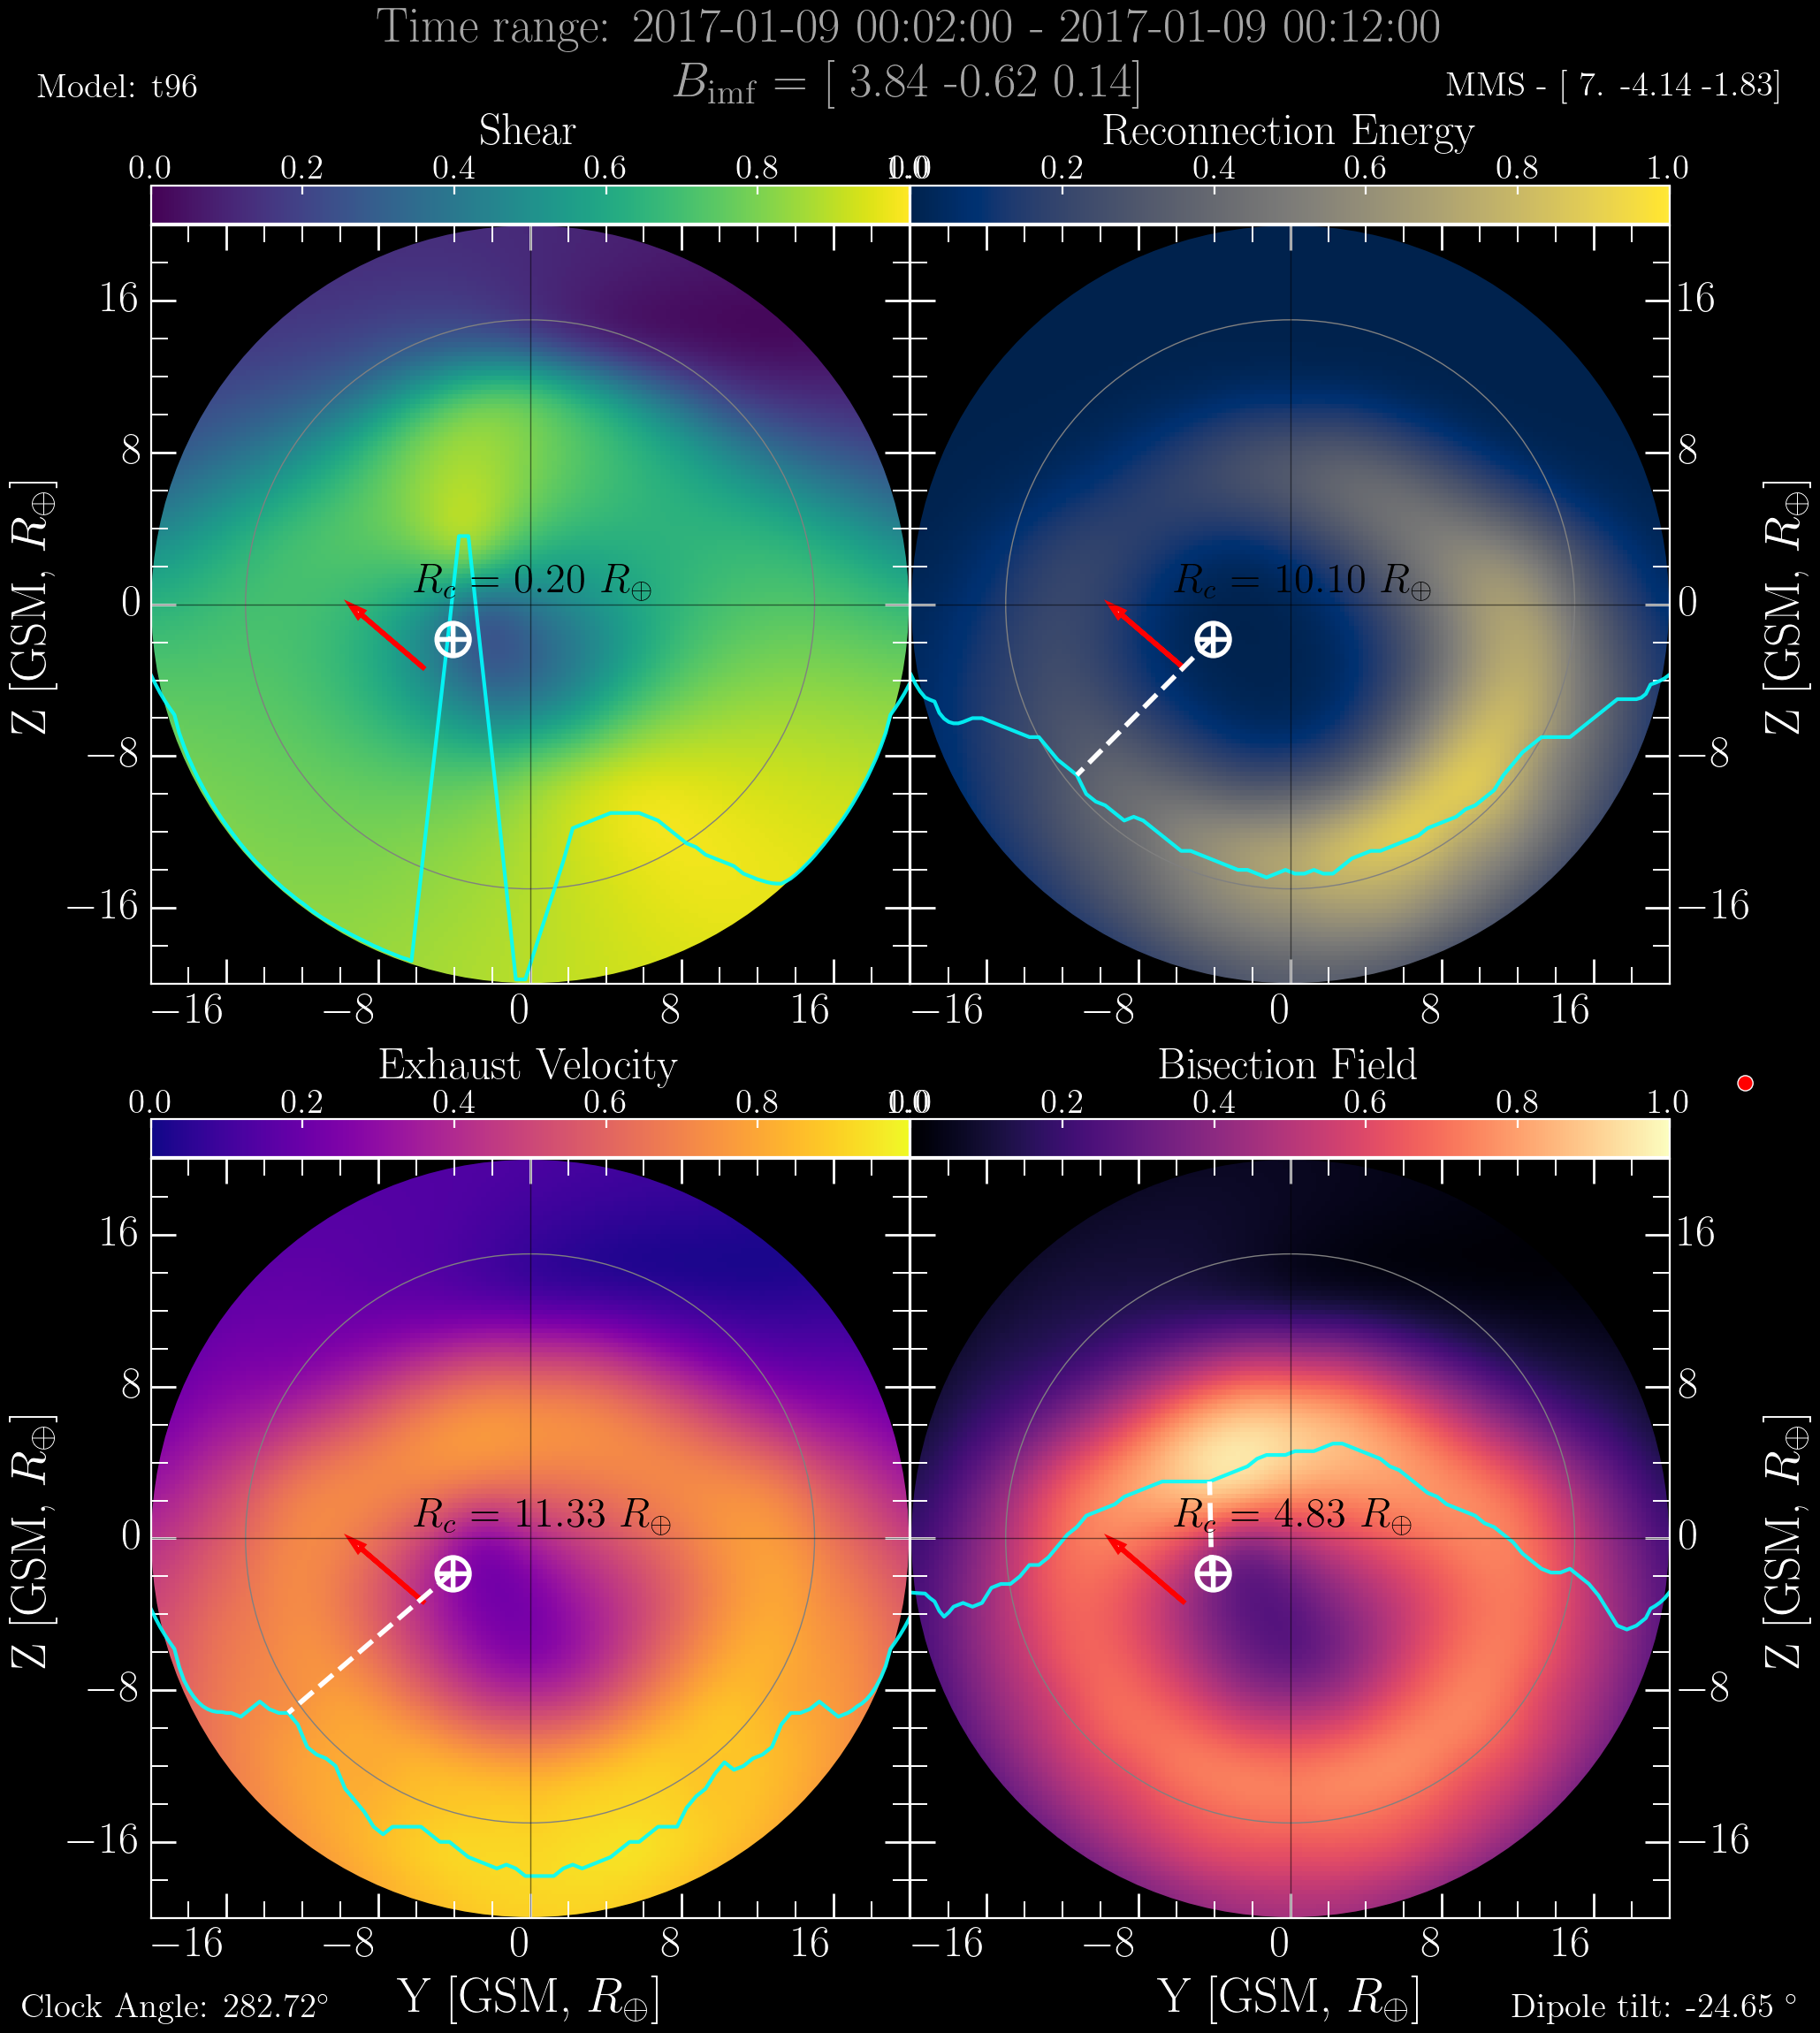 Time range: 2017-01-09 00:02:00 - 2017-01-09 00:12:00
Model: t96
B_imf = [ 3.84 -0.62 0.14]
MMS - [ 7. -4.14 -1.83]
Shear
Reconnection Energy
0.0 0.2 0.4 0.6 0.8 1.0
0.0 0.2 0.4 0.6 0.8 1.0
Z [GSM, R⊕]
16
8
0
−8
−16
R_c = 0.20 R⊕
R_c = 10.10 R⊕
16
8
0
−8
−16
Z [GSM, R⊕]
−16 −8 0 8 16
−16 −8 0 8 16
Exhaust Velocity
Bisection Field
0.0 0.2 0.4 0.6 0.8 1.0
0.0 0.2 0.4 0.6 0.8 1.0
Z [GSM, R⊕]
16
8
0
−8
−16
R_c = 11.33 R⊕
R_c = 4.83 R⊕
16
8
0
−8
−16
Z [GSM, R⊕]
−16 −8 0 8 16
−16 −8 0 8 16
Y [GSM, R⊕]
Y [GSM, R⊕]
Clock Angle: 282.72°
Dipole tilt: -24.65 °